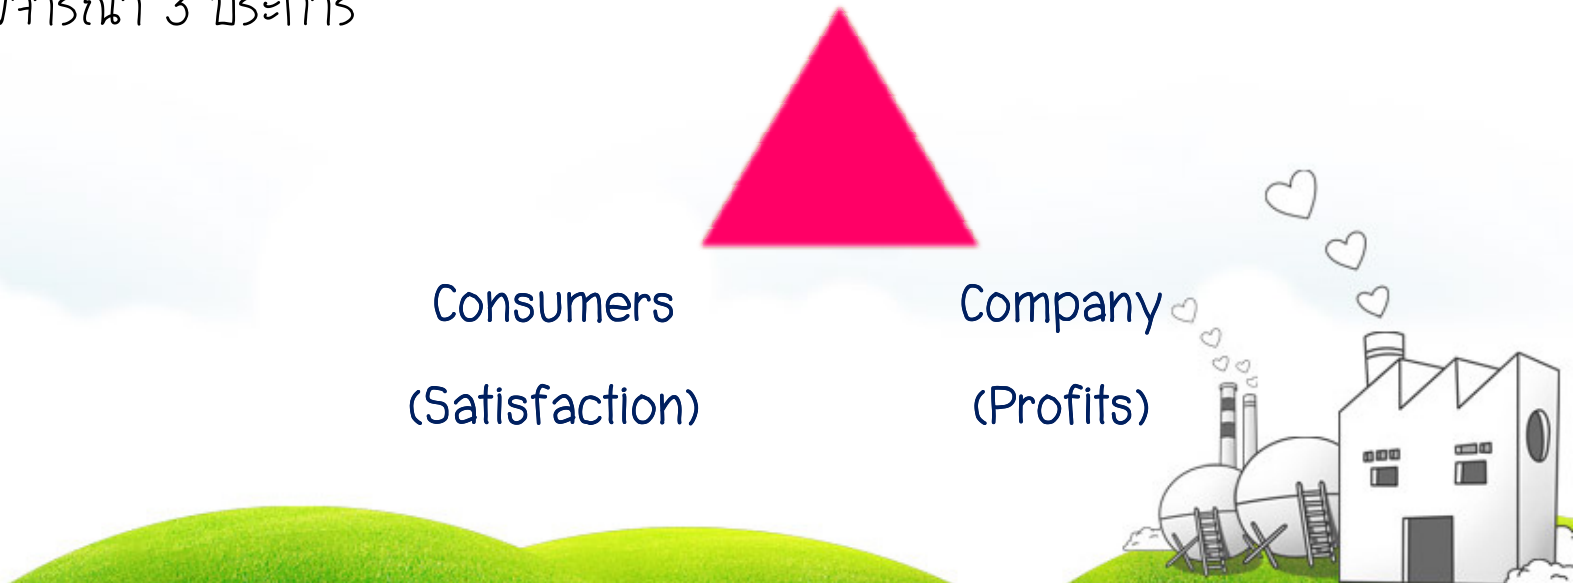 3 ประการ
Consumers Company
(Satisfaction) (Profits)